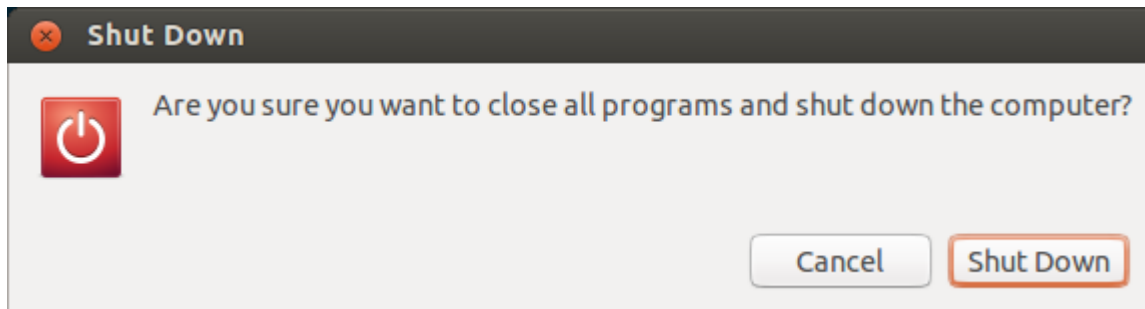 Shut Down
Are you sure you want to close all programs and shut down the computer?
Cancel Shut Down